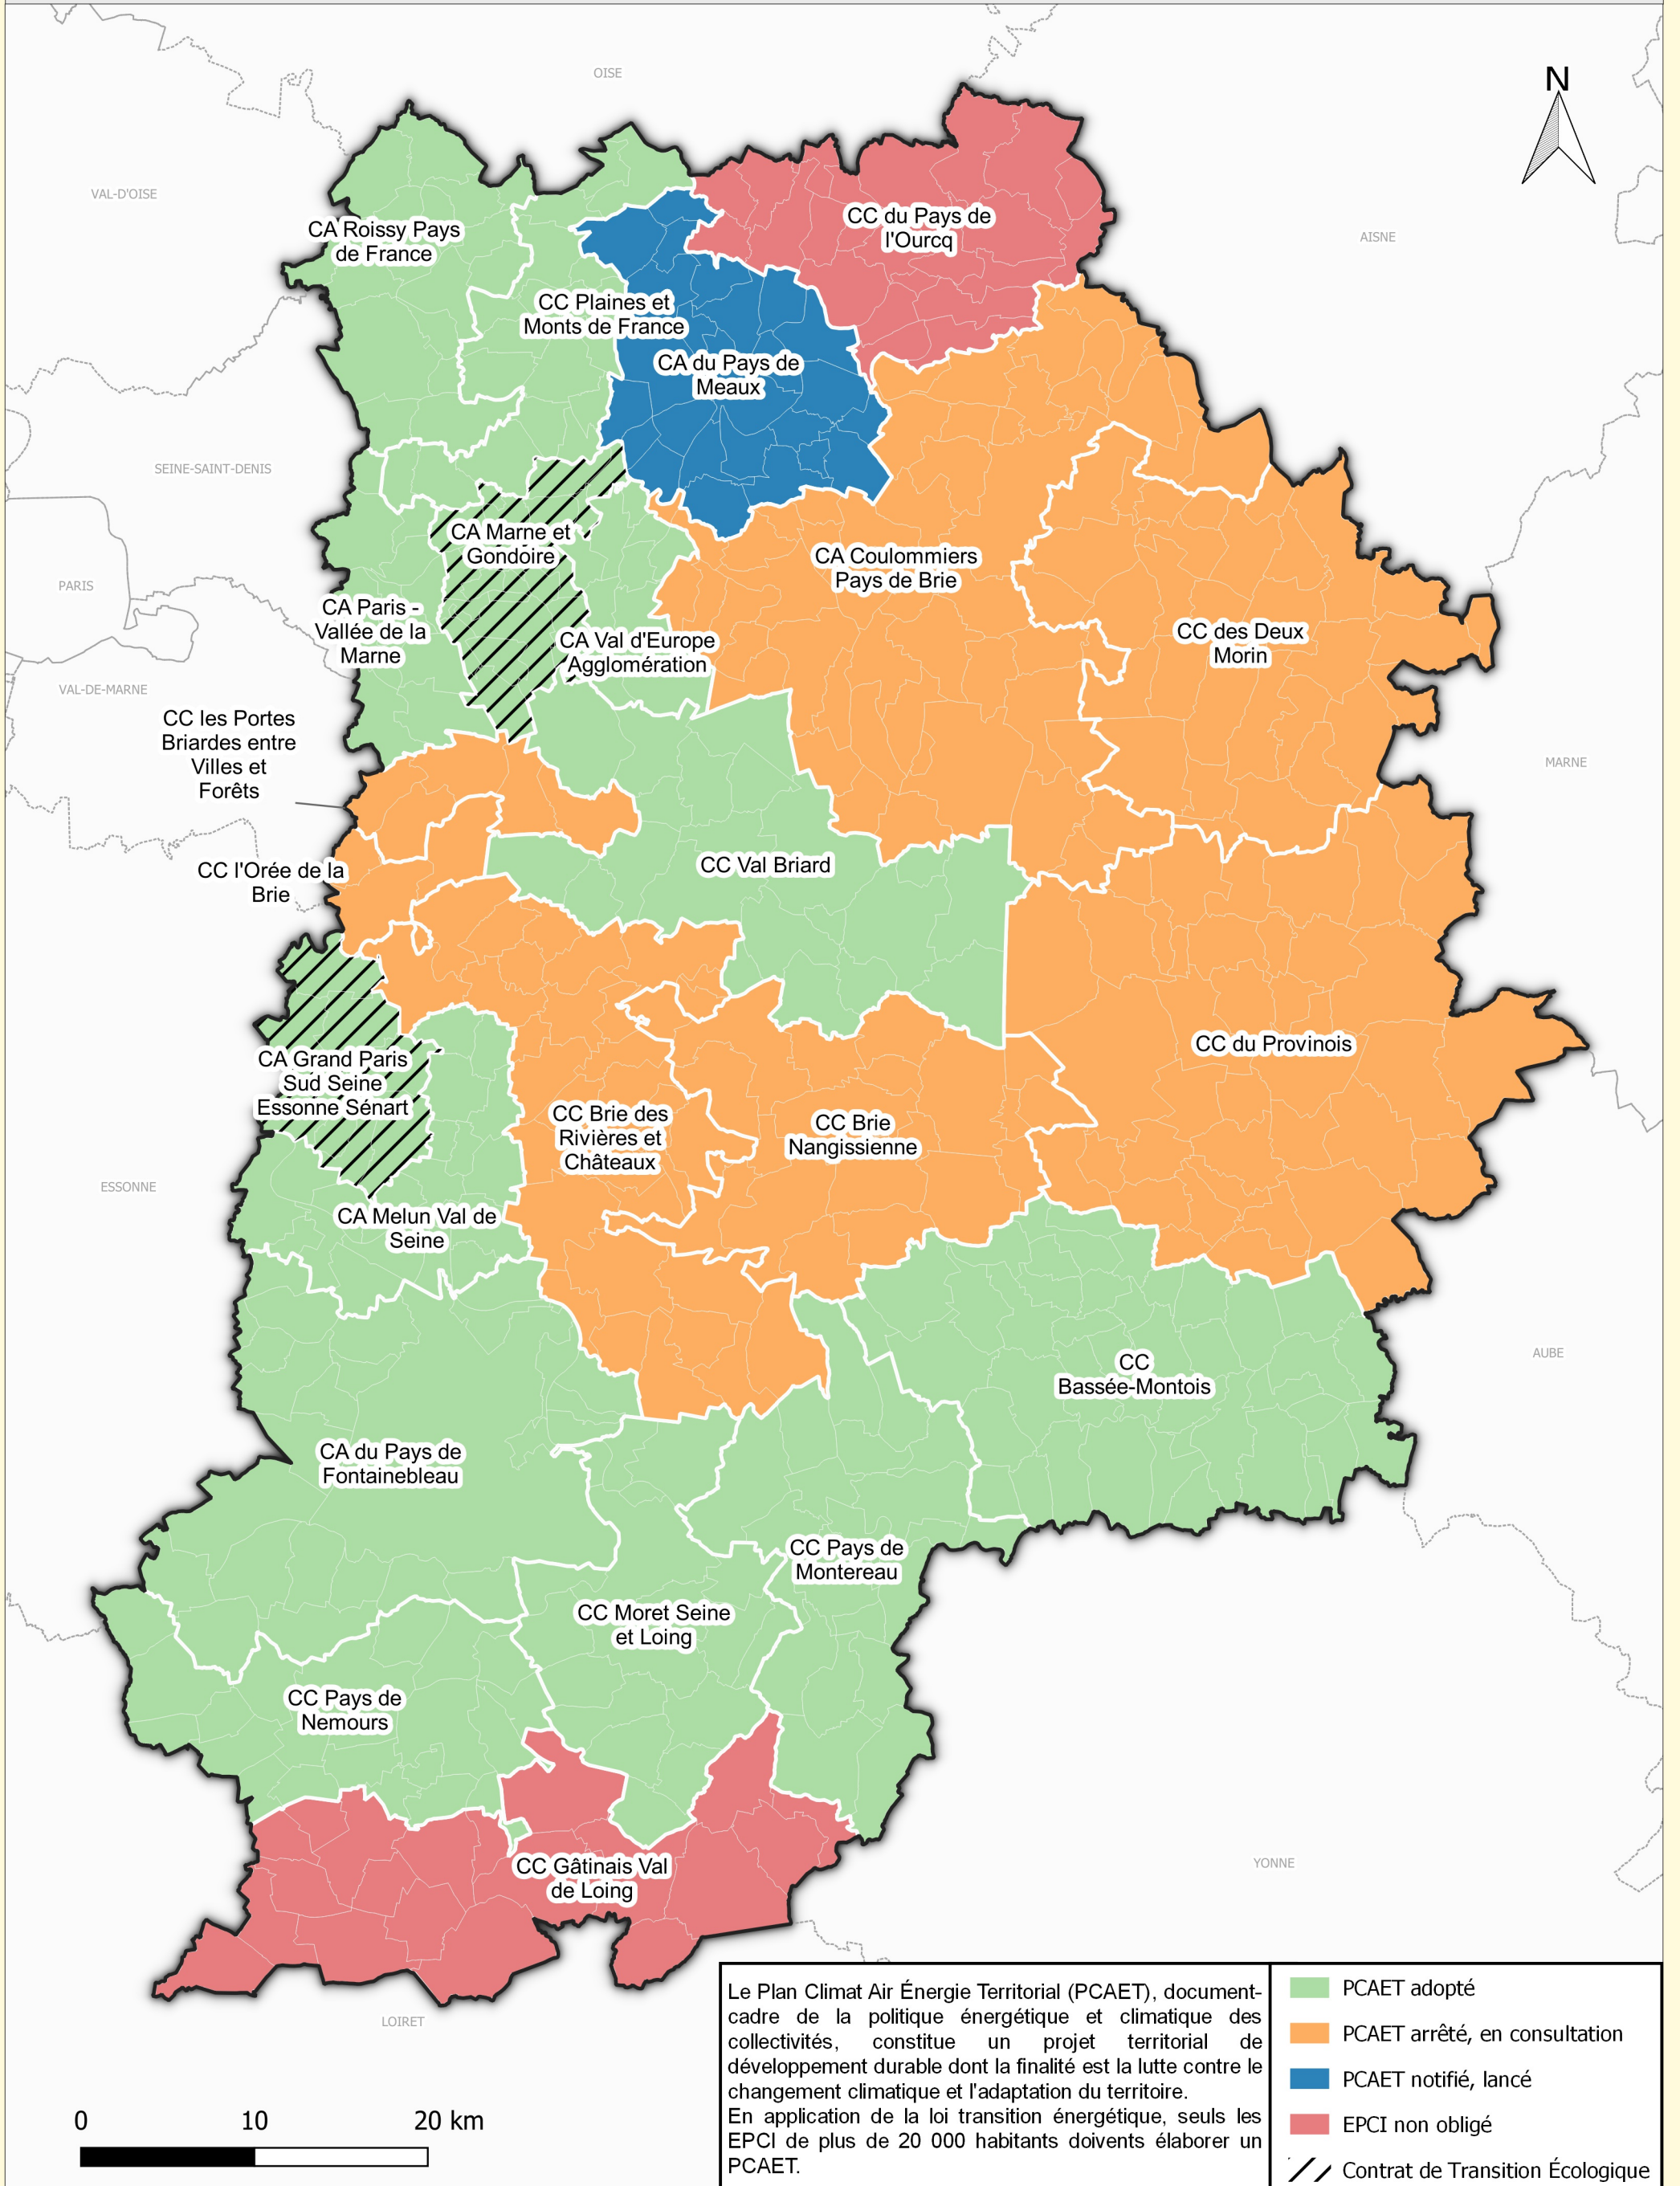 OISE
N
VAL-D'OISE
AISNE
CA Roissy Pays
de France
CC du Pays de
l'Ourcq
CC Plaines et
Monts de France
CA du Pays de
Meaux
SEINE-SAINT-DENIS
CA Marne et
Gondoire
CA Coulommiers
Pays de Brie
PARIS
CA Paris -
Vallée de la
Marne
CA Val d'Europe
Agglomération
CC des Deux
Morin
VAL-DE-MARNE
CC les Portes
Briardes entre
Villes et
Forêts
MARNE
CC l'Orée de la
Brie
CC Val Briard
CA Grand Paris
Sud Seine
Essonne Sénart
CC du Provinois
CC Brie des
Rivières et
Châteaux
CC Brie
Nangissienne
ESSONNE
CA Melun Val de
Seine
AUBE
CC
Bassée-Montois
CA du Pays de
Fontainebleau
CC Pays de
Montereau
CC Moret Seine
et Loing
CC Pays de
Nemours
YONNE
CC Gâtinais Val
de Loing
LOIRET
0 10 20 km
Le Plan Climat Air Énergie Territorial (PCAET), document-
cadre de la politique énergétique et climatique des
collectivités, constitue un projet territorial de
développement durable dont la finalité est la lutte contre le
changement climatique et l'adaptation du territoire.
En application de la loi transition énergétique, seuls les
EPCI de plus de 20 000 habitants doivents élaborer un
PCAET.
PCAET adopté
PCAET arrêté, en consultation
PCAET notifié, lancé
EPCI non obligé
Contrat de Transition Écologique